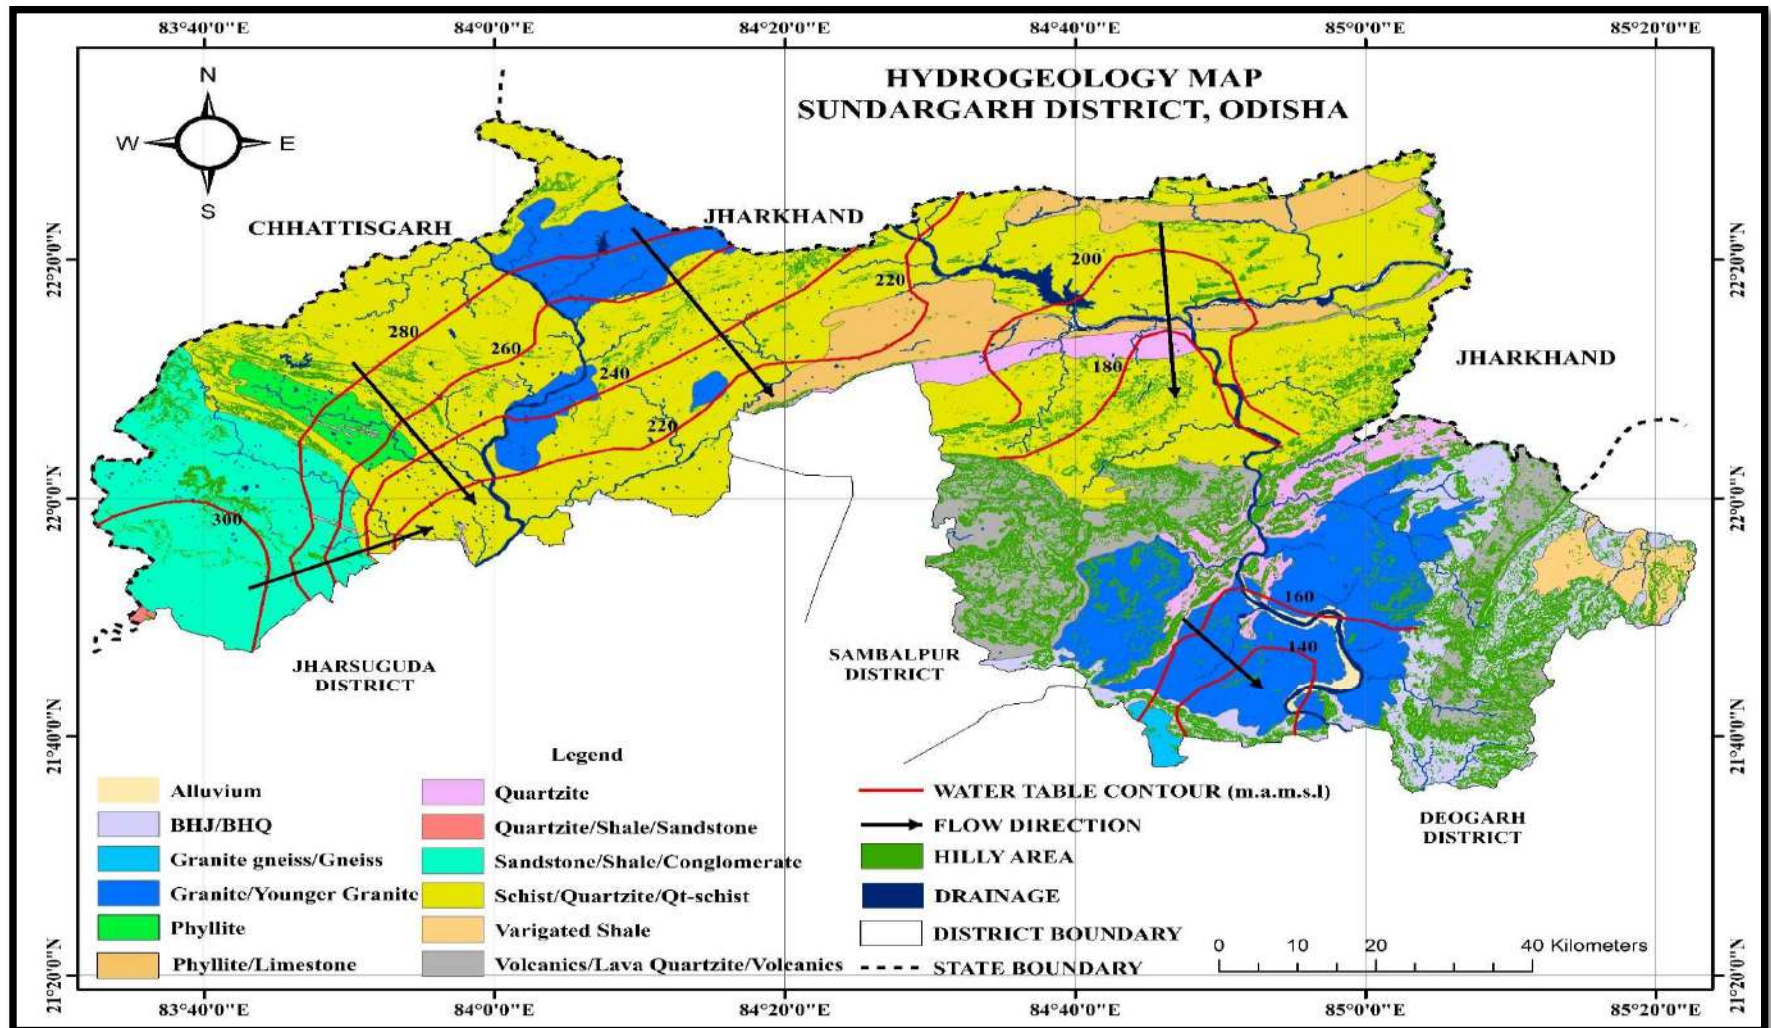 83°40'0"E 84°0'0"E 84°20'0"E 84°40'0"E 85°0'0"E 85°20'0"E
HYDROGEOLOGY MAP
SUNDARGARH DISTRICT, ODISHA
N
W E
S
CHHATTISGARH
JHARKHAND
JHARKHAND
22°20'0"N
22°0'0"N
21°40'0"N
21°20'0"N
22°20'0"N
22°0'0"N
21°40'0"N
21°20'0"N
280
260
240
220
220
200
180
300
160
140
JHARSUGUDA
DISTRICT
SAMBALPUR
DISTRICT
DEOGARH
DISTRICT
Legend
Alluvium
BHJ/BHQ
Granite gneiss/Gneiss
Granite/Younger Granite
Phyllite
Phyllite/Limestone
Quartzite
Quartzite/Shale/Sandstone
Sandstone/Shale/Conglomerate
Schist/Quartzite/Qt-schist
Varigated Shale
Volcanics/Lava Quartzite/Volcanics
WATER TABLE CONTOUR (m.a.m.s.l)
FLOW DIRECTION
HILLY AREA
DRAINAGE
DISTRICT BOUNDARY
STATE BOUNDARY
0 10 20 40 Kilometers
83°40'0"E 84°0'0"E 84°20'0"E 84°40'0"E 85°0'0"E 85°20'0"E